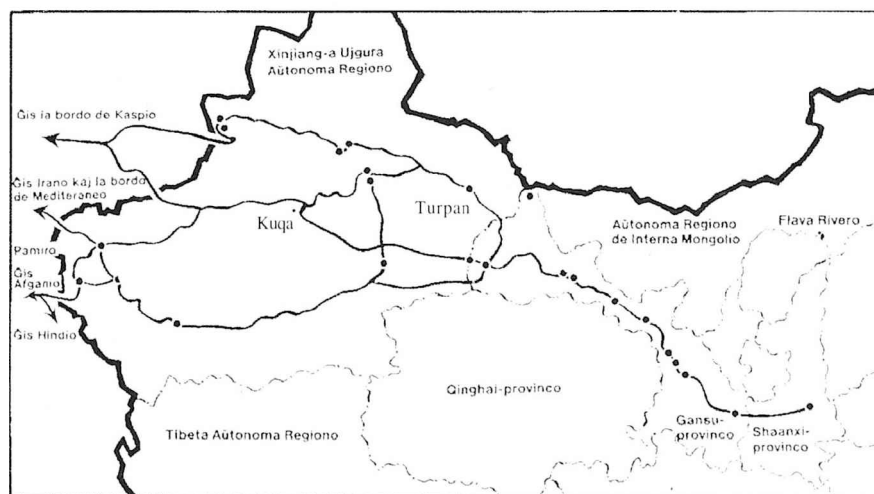 Xinjiang-a Ujgura
Aŭtonoma Regiono
Ĝis la bordo de Kaspio
Ĝis Irano kaj la bordo
de Mediteraneo
Kuqa
Turpan
Aŭtonoma Regiono
de Interna Mongolio
Flava Rivero
Pamiro
Ĝis
Afganio
Ĝis Hindio
Qinghai-provinco
Tibeta Aŭtonoma Regiono
Gansu-
provinco
Shaanxi-
provinco